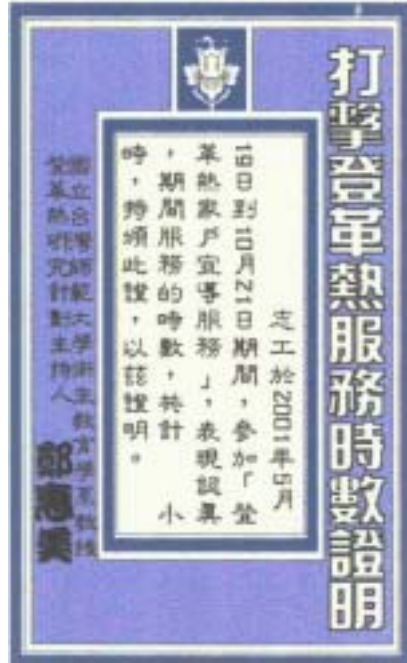 打擊登革熱服務時數證明
志工於2001年5月
19日到10月21日期間，參加「登
革熱家戶宣導服務」，表現認真
，期間服務的時數，共計 小
時，特頒此證，以茲證明。
國立台灣師範大學衛生教育學系教授
登革熱研究計劃主持人
鄭惠美